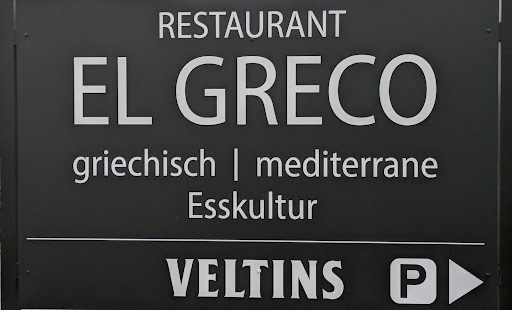 RESTAURANT
EL GRECO
griechisch | mediterrane
Esskultur
VELTINS P